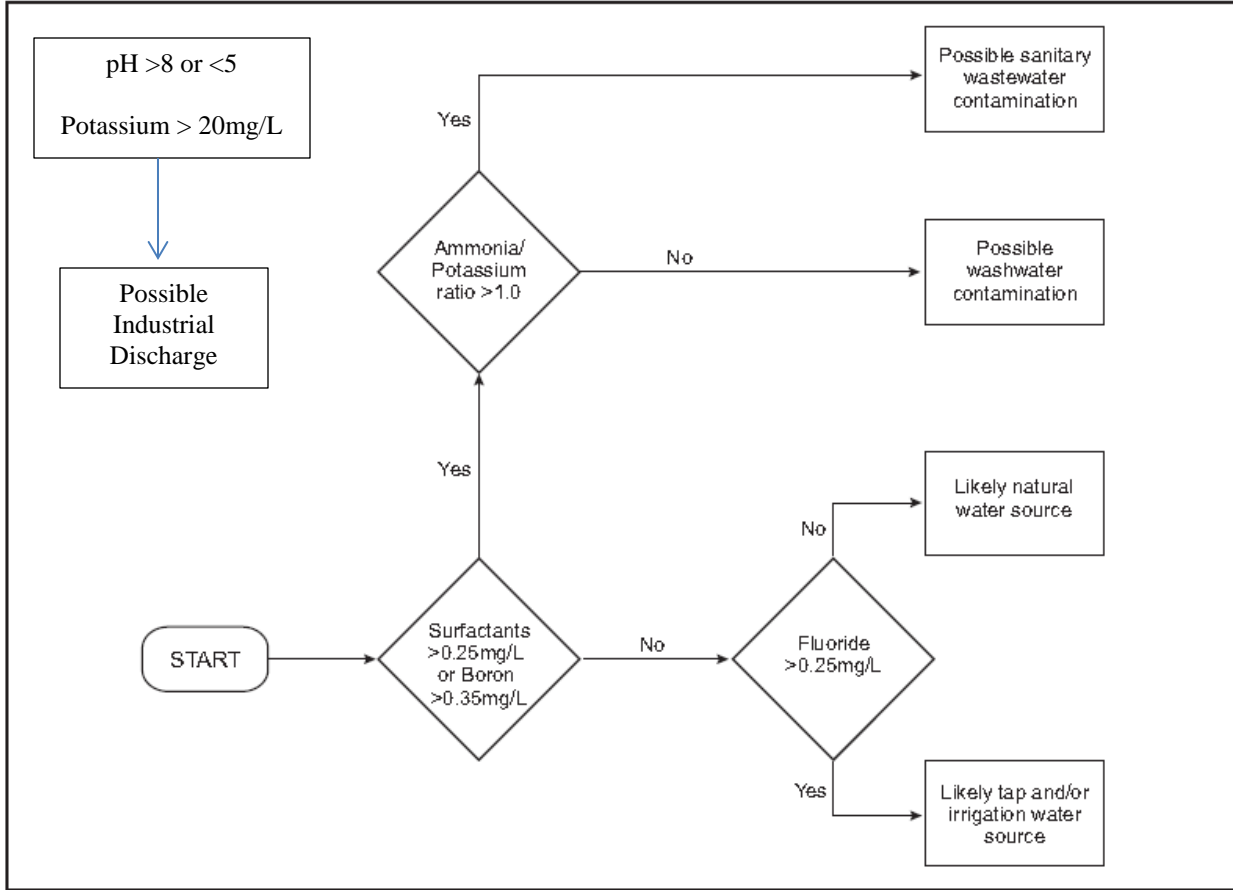 pH >8 or <5
Potassium > 20mg/L
Possible
Industrial
Discharge
Possible sanitary
wastewater
contamination
Yes
Ammonia/
Potassium
ratio >1.0
No
Possible
washwater
contamination
Yes
Likely natural
water source
No
START
Surfactants
>0.25mg/L
or Boron
>0.35mg/L
No
Fluoride
>0.25mg/L
Yes
Likely tap and/or
irrigation water
source